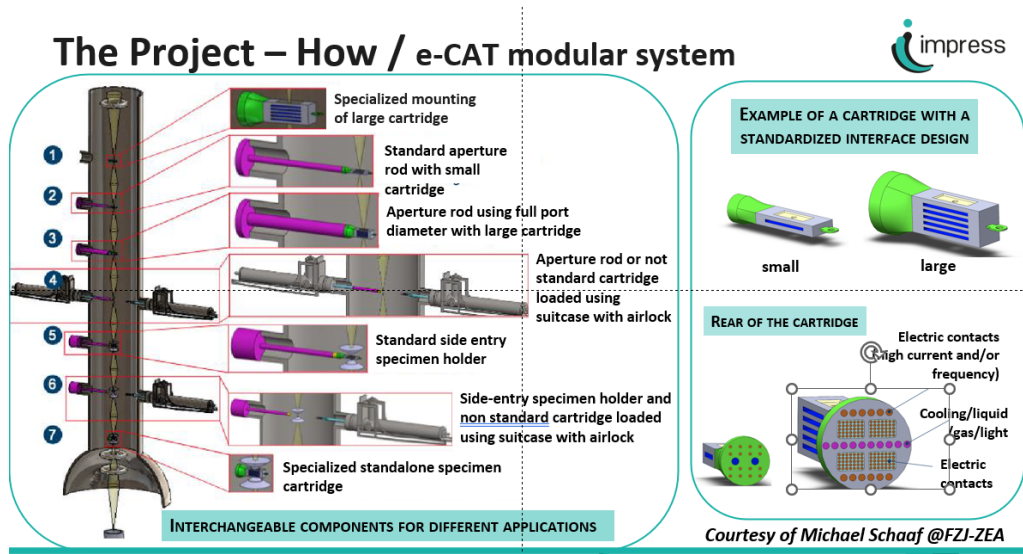 The Project – How / e-CAT modular system
impress
1
2
3
4
5
6
7
Specialized mounting
of large cartridge
Standard aperture
rod with small
cartridge
Aperture rod using full port
diameter with large cartridge
Aperture rod or not
standard cartridge
loaded using
suitcase with airlock
Standard side entry
specimen holder
Side-entry specimen holder and
non standard cartridge loaded
using suitcase with airlock
Specialized standalone specimen
cartridge
INTERCHANGEABLE COMPONENTS FOR DIFFERENT APPLICATIONS
EXAMPLE OF A CARTRIDGE WITH A
STANDARDIZED INTERFACE DESIGN
small
large
REAR OF THE CARTRIDGE
Electric contacts
high current and/or
frequency)
Cooling/liquid
/gas/light
Electric
contacts
Courtesy of Michael Schaaf @FZJ-ZEA